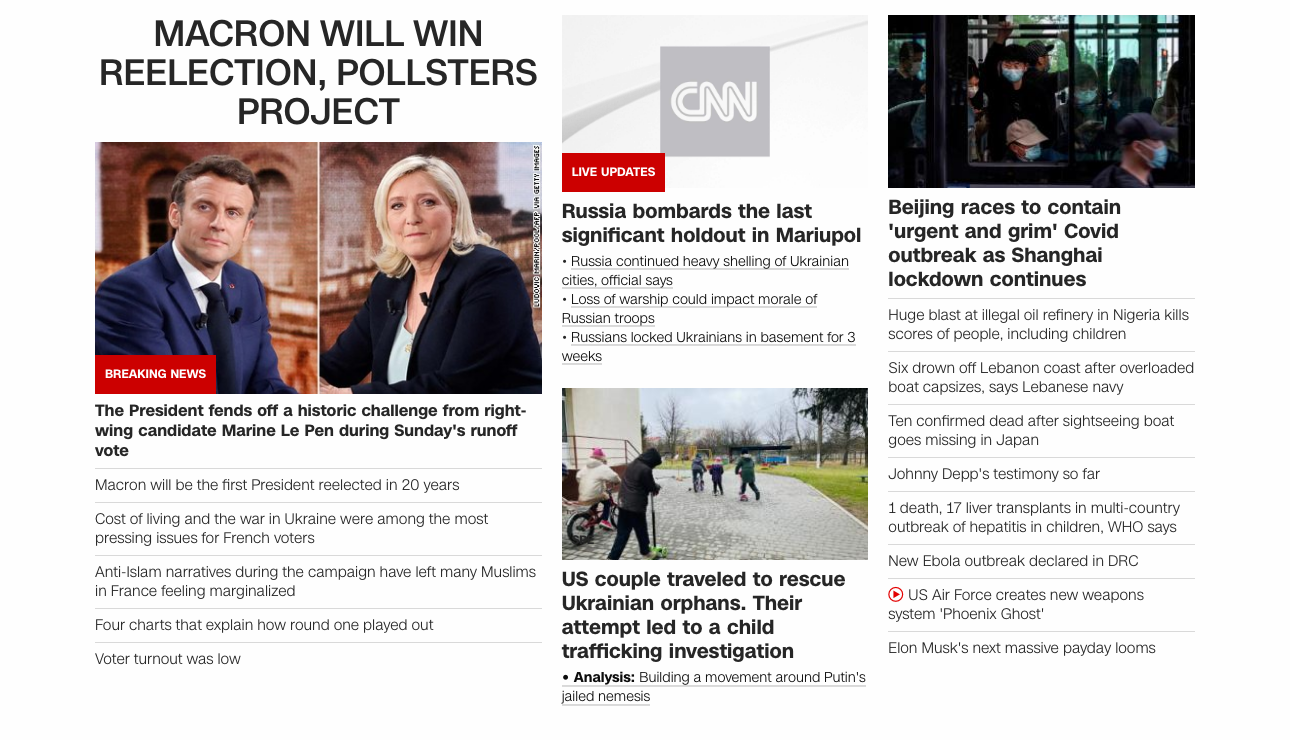 MACRON WILL WIN
REELECTION, POLLSTERS
PROJECT
LUDOVIC MARIN/POOL/AFP VIA GETTY IMAGES
BREAKING NEWS
The President fends off a historic challenge from right-
wing candidate Marine Le Pen during Sunday's runoff
vote
Macron will be the first President reelected in 20 years
Cost of living and the war in Ukraine were among the most
pressing issues for French voters
Anti-Islam narratives during the campaign have left many Muslims
in France feeling marginalized
Four charts that explain how round one played out
Voter turnout was low
CNN
LIVE UPDATES
Russia bombards the last
significant holdout in Mariupol
• Russia continued heavy shelling of Ukrainian
cities, official says
• Loss of warship could impact morale of
Russian troops
• Russians locked Ukrainians in basement for 3
weeks
US couple traveled to rescue
Ukrainian orphans. Their
attempt led to a child
trafficking investigation
• Analysis: Building a movement around Putin's
jailed nemesis
Beijing races to contain
'urgent and grim' Covid
outbreak as Shanghai
lockdown continues
Huge blast at illegal oil refinery in Nigeria kills
scores of people, including children
Six drown off Lebanon coast after overloaded
boat capsizes, says Lebanese navy
Ten confirmed dead after sightseeing boat
goes missing in Japan
Johnny Depp's testimony so far
1 death, 17 liver transplants in multi-country
outbreak of hepatitis in children, WHO says
New Ebola outbreak declared in DRC
US Air Force creates new weapons
system 'Phoenix Ghost'
Elon Musk's next massive payday looms